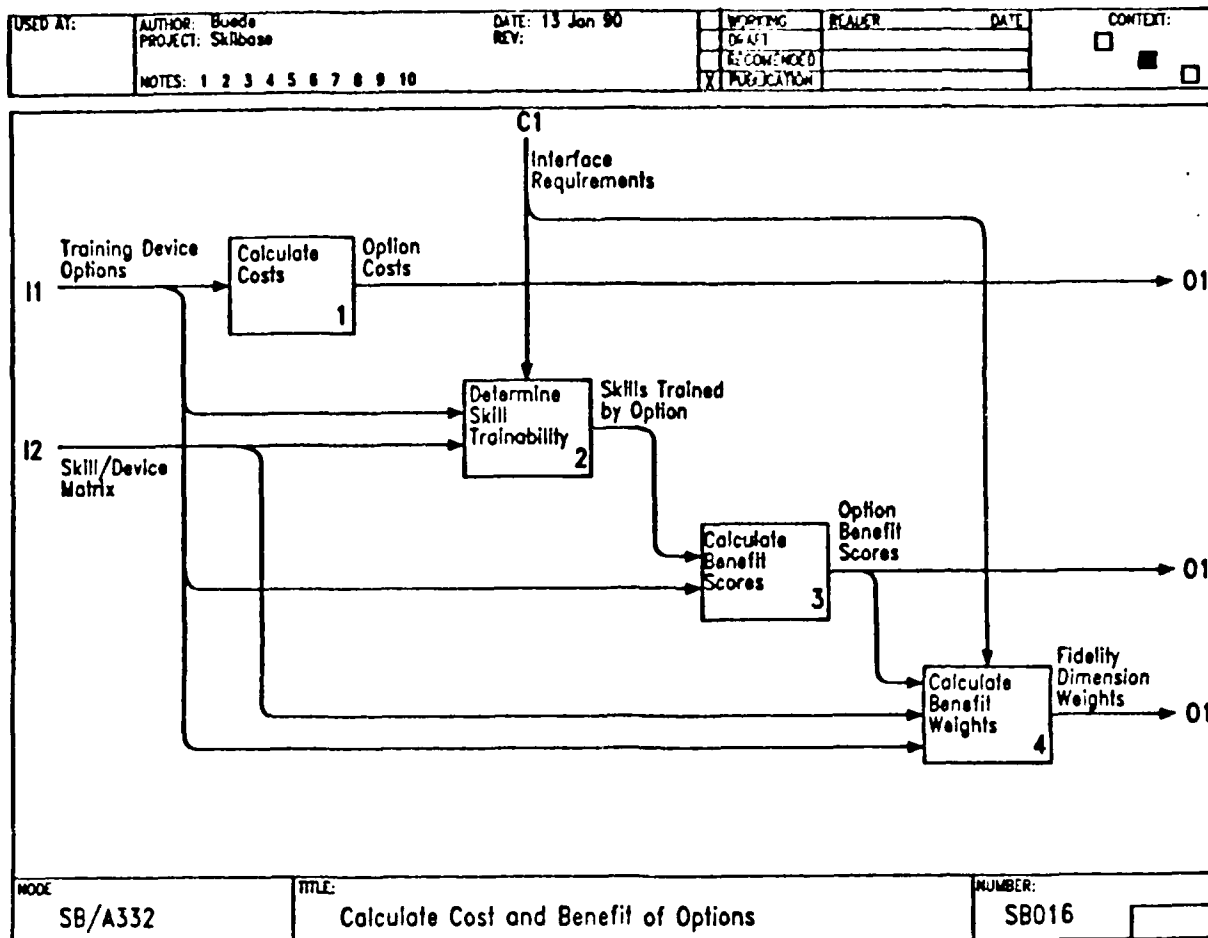 USED AT:
AUTHOR: Buede
DATE: 13 Jan 90
PROJECT: Skilbase
REV:
NOTES: 1 2 3 4 5 6 7 8 9 10
WORKING
DRAFT
RECOMENDED
X PUBLICATION
READER DATE
CONTEXT:
C1
Interface
Requirements
Training Device
Options
I1
Calculate
Costs
1
Option
Costs
O1
Determine
Skill
Trainability
2
Skills Trained
by Option
I2
Skill/Device
Matrix
Calculate
Benefit
Scores
3
Option
Benefit
Scores
O1
Calculate
Benefit
Weights
4
Fidelity
Dimension
Weights
O1
NODE
SB/A332
TITLE:
Calculate Cost and Benefit of Options
NUMBER:
SB016